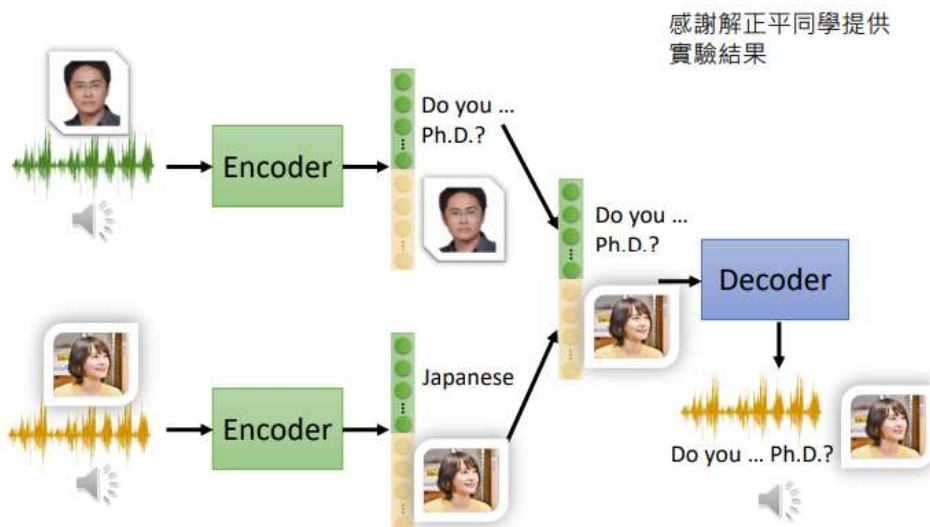 感謝解正平同學提供
實驗結果
Encoder
Do you ...
Ph.D.?
Do you ...
Ph.D.?
Decoder
Encoder
Japanese
Do you ... Ph.D.?